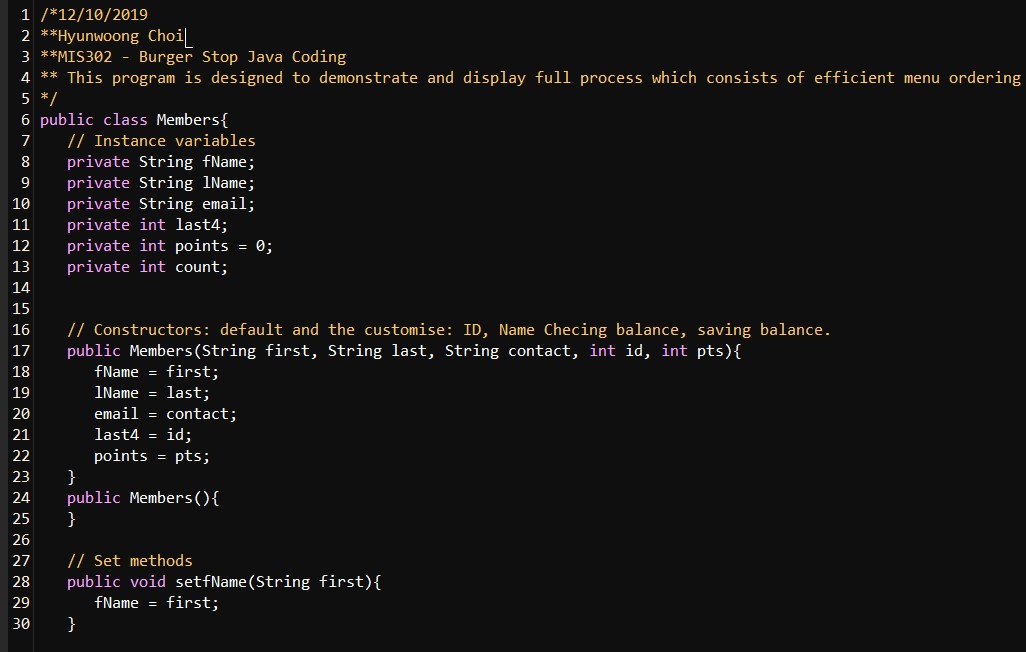 1 /*12/10/2019
2 **Hyunwoong Choi
3 **MIS302 - Burger Stop Java Coding
4 ** This program is designed to demonstrate and display full process which consists of efficient menu ordering
5 */
6 public class Members{
7 // Instance variables
8 private String fName;
9 private String lName;
10 private String email;
11 private int last4;
12 private int points = 0;
13 private int count;
14
15
16 // Constructors: default and the customise: ID, Name Checing balance, saving balance.
17 public Members(String first, String last, String contact, int id, int pts){
18 fName = first;
19 lName = last;
20 email = contact;
21 last4 = id;
22 points = pts;
23 }
24 public Members(){
25 }
26
27 // Set methods
28 public void setfName(String first){
29 fName = first;
30 }